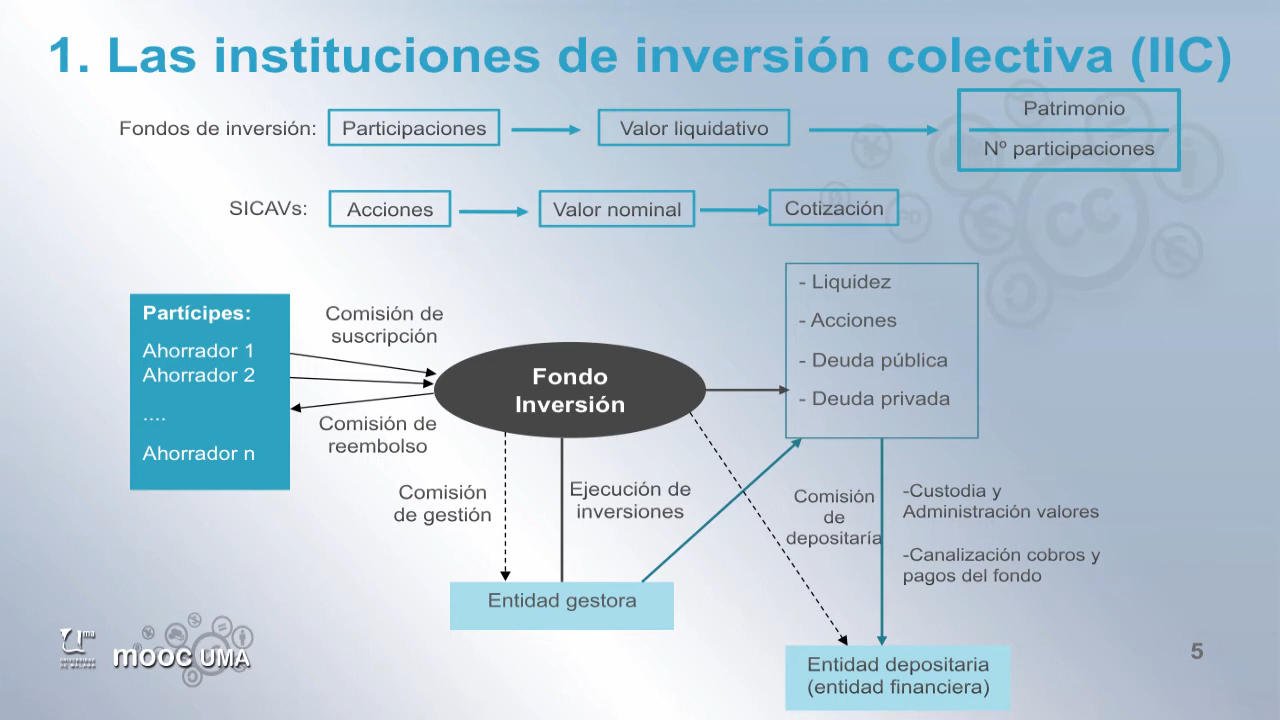 1. Las instituciones de inversión colectiva (IIC)
Fondos de inversión:
Participaciones
Valor liquidativo
Patrimonio
Nº participaciones
SICAVs:
Acciones
Valor nominal
Cotización
Partícipes:
Ahorrador 1
Ahorrador 2
....
Ahorrador n
Comisión de
suscripción
Comisión de
reembolso
Fondo
Inversión
- Liquidez
- Acciones
- Deuda pública
- Deuda privada
Comisión
de gestión
Ejecución de
inversiones
Comisión
de
depositaría
-Custodia y
Administración valores
-Canalización cobros y
pagos del fondo
Entidad gestora
Entidad depositaria
(entidad financiera)
mooc UMA
5